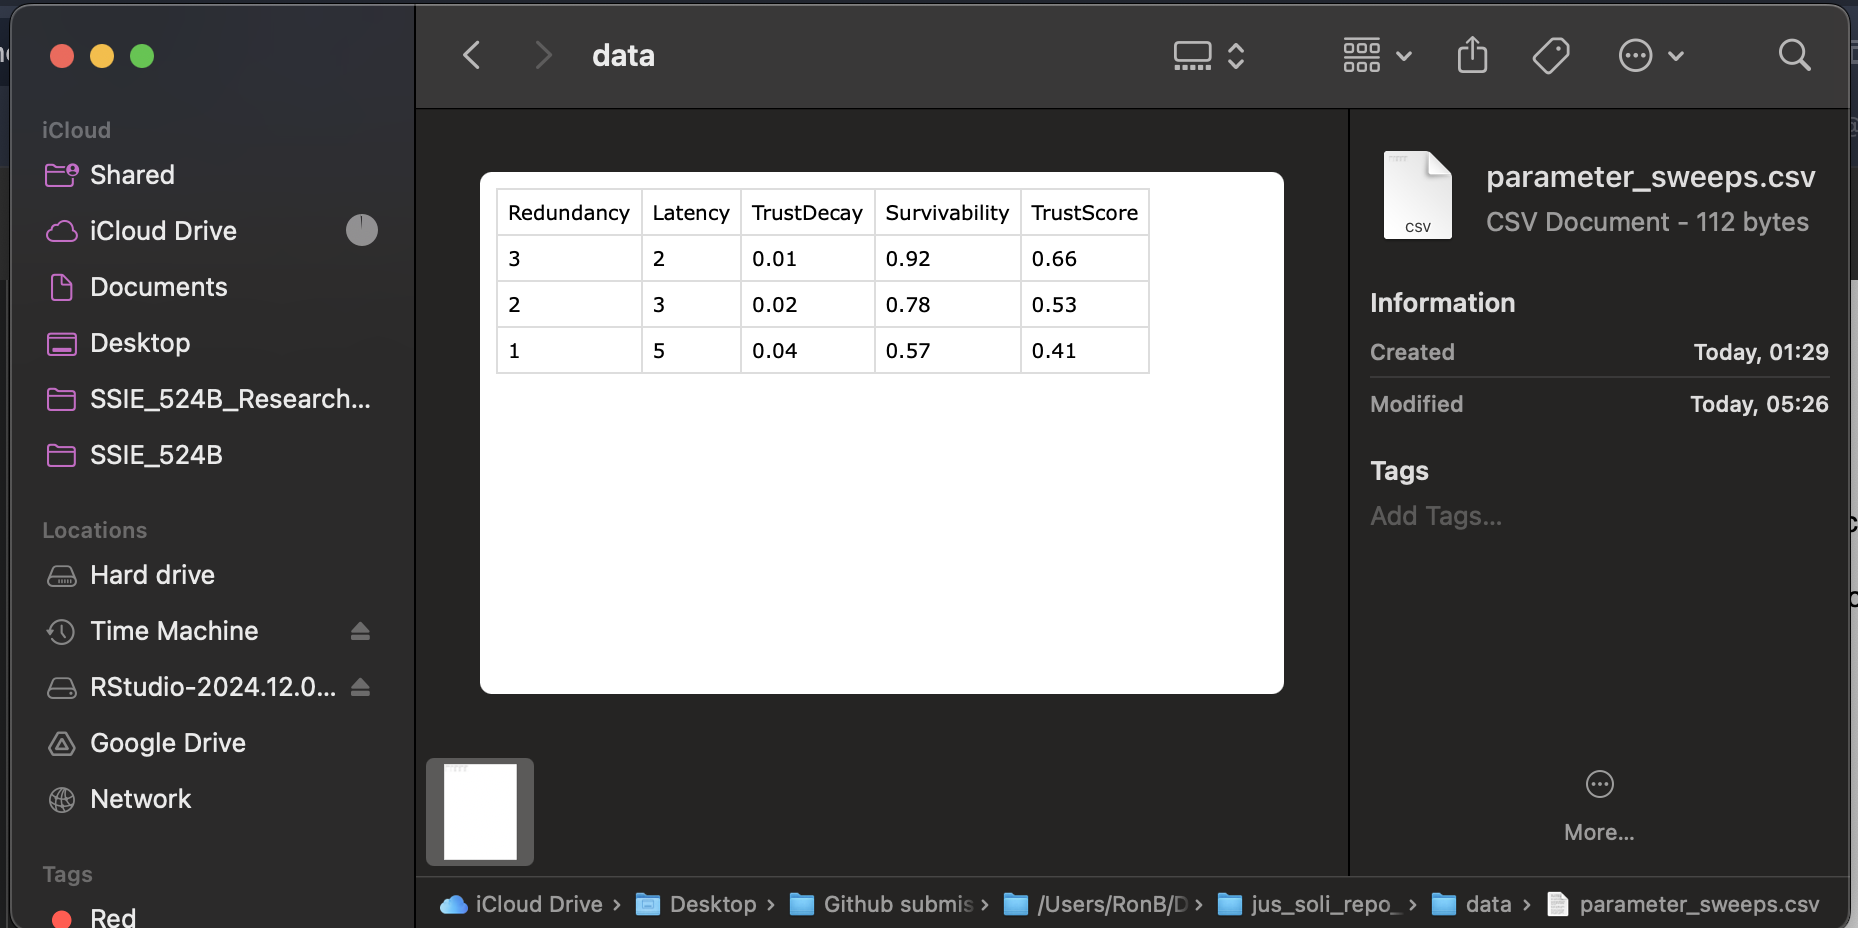 data
iCloud
Shared
iCloud Drive
Documents
Desktop
SSIE_524B_Research...
SSIE_524B
Locations
Hard drive
Time Machine
RStudio-2024.12.0...
Google Drive
Network
Tags
Red
Redundancy Latency TrustDecay Survivability TrustScore
3 2 0.01 0.92 0.66
2 3 0.02 0.78 0.53
1 5 0.04 0.57 0.41
CSV
parameter_sweeps.csv
CSV Document - 112 bytes
Information
Created Today, 01:29
Modified Today, 05:26
Tags
Add Tags...
More...
iCloud Drive › Desktop › Github submis › /Users/RonB/D › jus_soli_repo_ › data › parameter_sweeps.csv